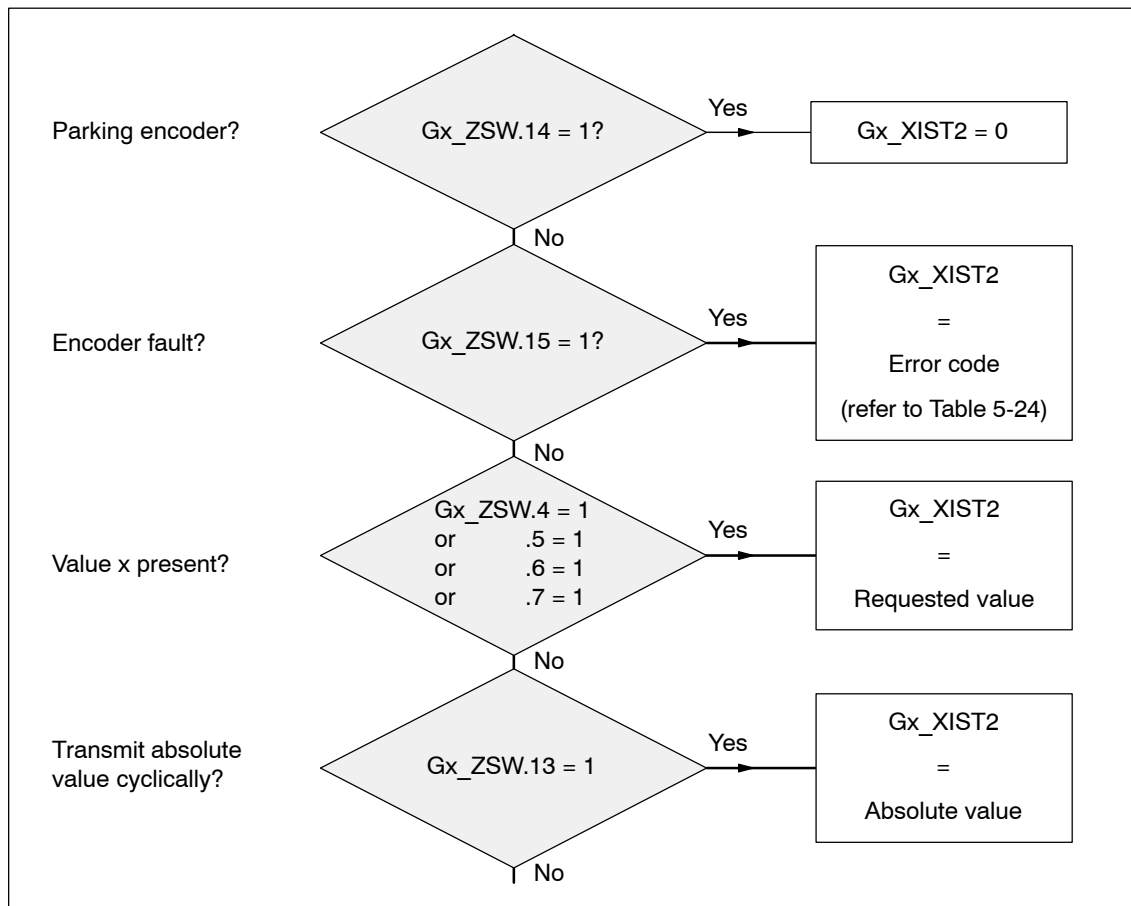 Parking encoder?
Gx_ZSW.14 = 1?
Yes
Gx_XIST2 = 0
No
Encoder fault?
Gx_ZSW.15 = 1?
Yes
Gx_XIST2
=
Error code
(refer to Table 5-24)
No
Value x present?
Gx_ZSW.4 = 1
or .5 = 1
or .6 = 1
or .7 = 1
Yes
Gx_XIST2
=
Requested value
No
Transmit absolute
value cyclically?
Gx_ZSW.13 = 1
Yes
Gx_XIST2
=
Absolute value
No